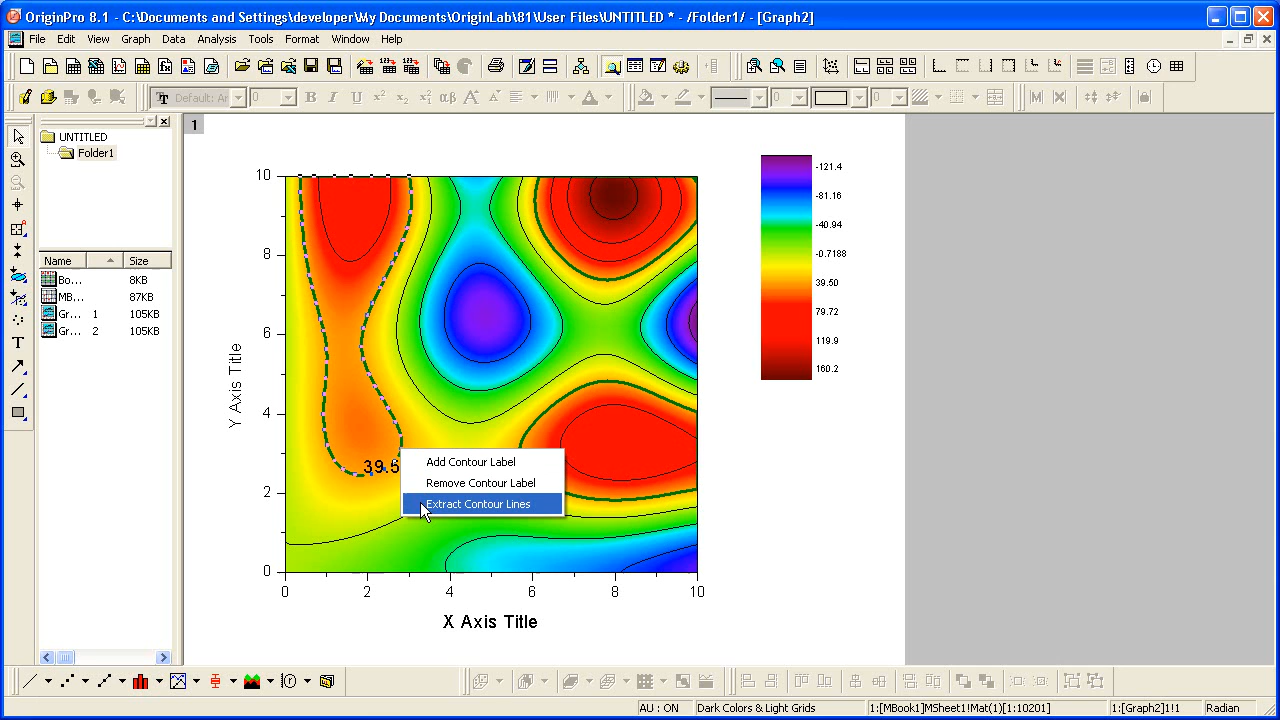 OriginPro 8.1 - C:\Documents and Settings\developer\My Documents\OriginLab\81\User Files\UNTITLED * - /Folder1/ - [Graph2]
File Edit View Graph Data Analysis Tools Format Window Help
Default: Ar 0 B I U 0 0
UNTITLED
Folder1
Name Size
Bo... 8KB
MB... 87KB
Gr... 1 105KB
Gr... 2 105KB
1
10
8
6
4
2
0
Y Axis Title
0 2 4 6 8 10
X Axis Title
39.5
Add Contour Label
Remove Contour Label
Extract Contour Lines
-121.4
-81.16
-40.94
-0.7188
39.50
79.72
119.9
160.2
AU : ON Dark Colors & Light Grids 1:[MBook1]MSheet1!Mat(1)[1:10201] 1:[Graph2]1!1 Radian